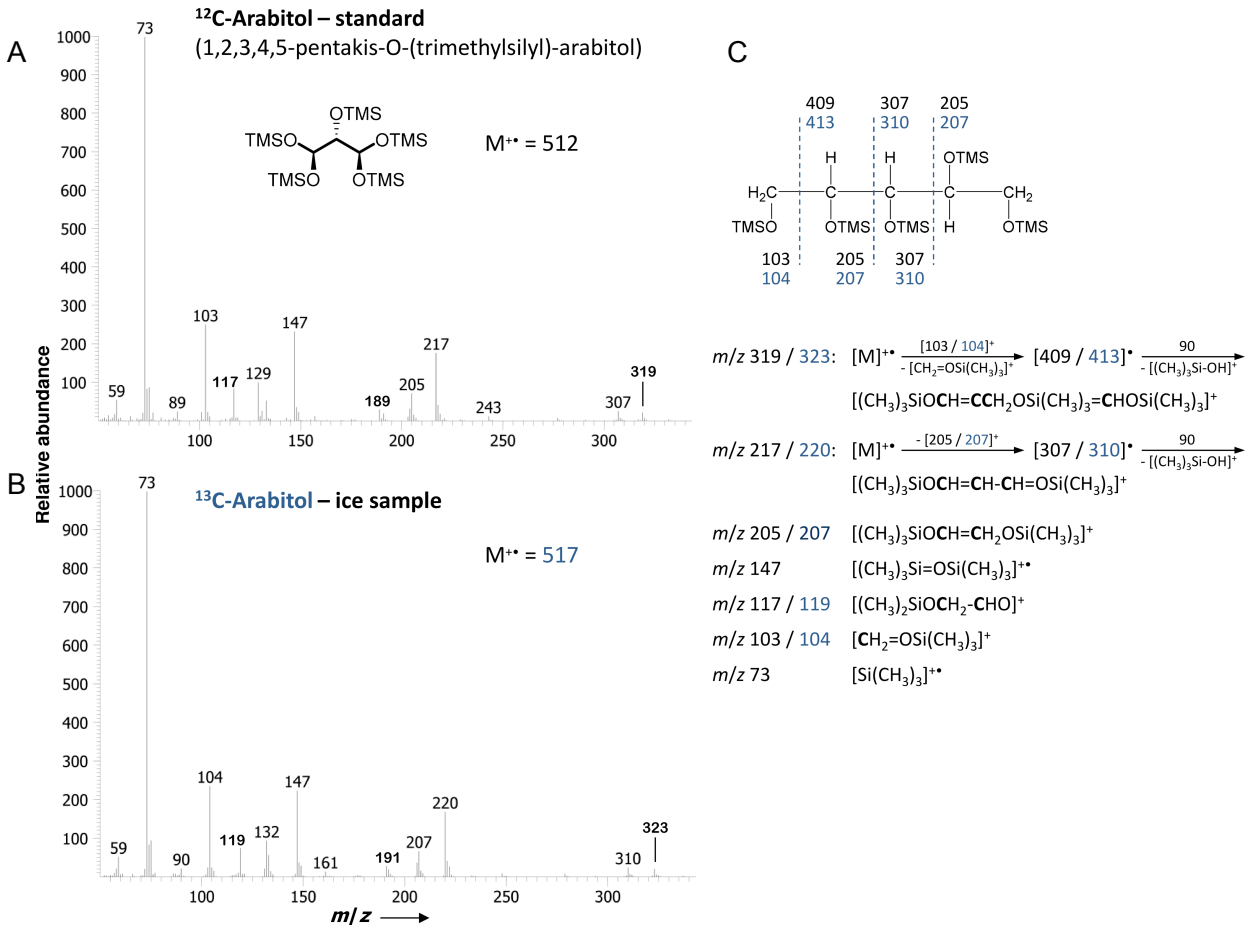 A
¹²C-Arabitol – standard
(1,2,3,4,5-pentakis-O-(trimethylsilyl)-arabitol)
M⁺• = 512
OTMS
TMSO OTMS
TMSO OTMS
1000
900
800
700
600
500
400
300
200
100
73
59
89
103
117
129
147
189
205
217
243
307
319
100 150 200 250 300
Relative abundance
B
¹³C-Arabitol – ice sample
M⁺• = 517
1000
900
800
700
600
500
400
300
200
100
73
59
90
104
119
132
147
161
191
207
220
310
323
100 150 200 250 300
m/z
C
409 307 205
413 310 207
H H OTMS
H₂C C C C CH₂
TMSO OTMS OTMS H OTMS
103 205 307
104 207 310
m/z 319 / 323: [M]⁺• [103 / 104]⁺ - [CH₂=OSi(CH₃)₃]⁺ [409 / 413]• 90 - [(CH₃)₃Si-OH]⁺
[(CH₃)₃SiOCH=CCH₂OSi(CH₃)₃=CHOSi(CH₃)₃]⁺
m/z 217 / 220: [M]⁺• - [205 / 207]⁺ [307 / 310]• 90 - [(CH₃)₃Si-OH]⁺
[(CH₃)₃SiOCH=CH-CH=OSi(CH₃)₃]⁺
m/z 205 / 207 [(CH₃)₃SiOCH=CH₂OSi(CH₃)₃]⁺
m/z 147 [(CH₃)₃Si=OSi(CH₃)₃]⁺•
m/z 117 / 119 [(CH₃)₂SiOCH₂-CHO]⁺
m/z 103 / 104 [CH₂=OSi(CH₃)₃]⁺
m/z 73 [Si(CH₃)₃]⁺•